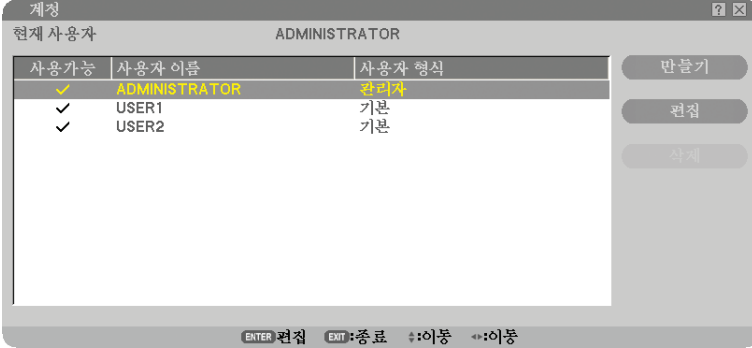 계정
현재 사용자 ADMINISTRATOR
사용가능 사용자 이름 사용자 형식
ADMINISTRATOR 관리자
USER1 기본
USER2 기본
만들기
편집
삭제
ENTER 편집 EXIT :종료 :이동 :이동